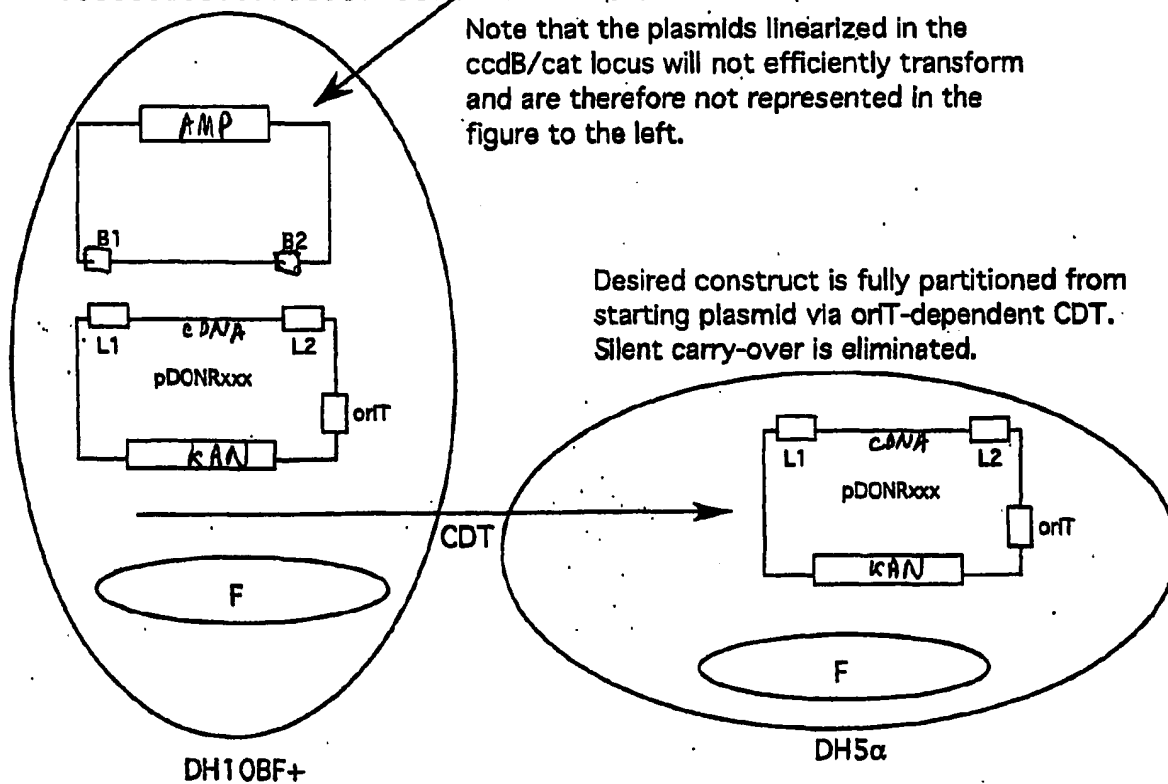 Note that the plasmids linearized in the
ccdB/cat locus will not efficiently transform
and are therefore not represented in the
figure to the left.
AMP
B1
B2
L1
cDNA
L2
pDONRxxx
oriT
KAN
F
DH10BF+
CDT
Desired construct is fully partitioned from
starting plasmid via oriT-dependent CDT.
Silent carry-over is eliminated.
L1
cDNA
L2
pDONRxxx
oriT
KAN
F
DH5α